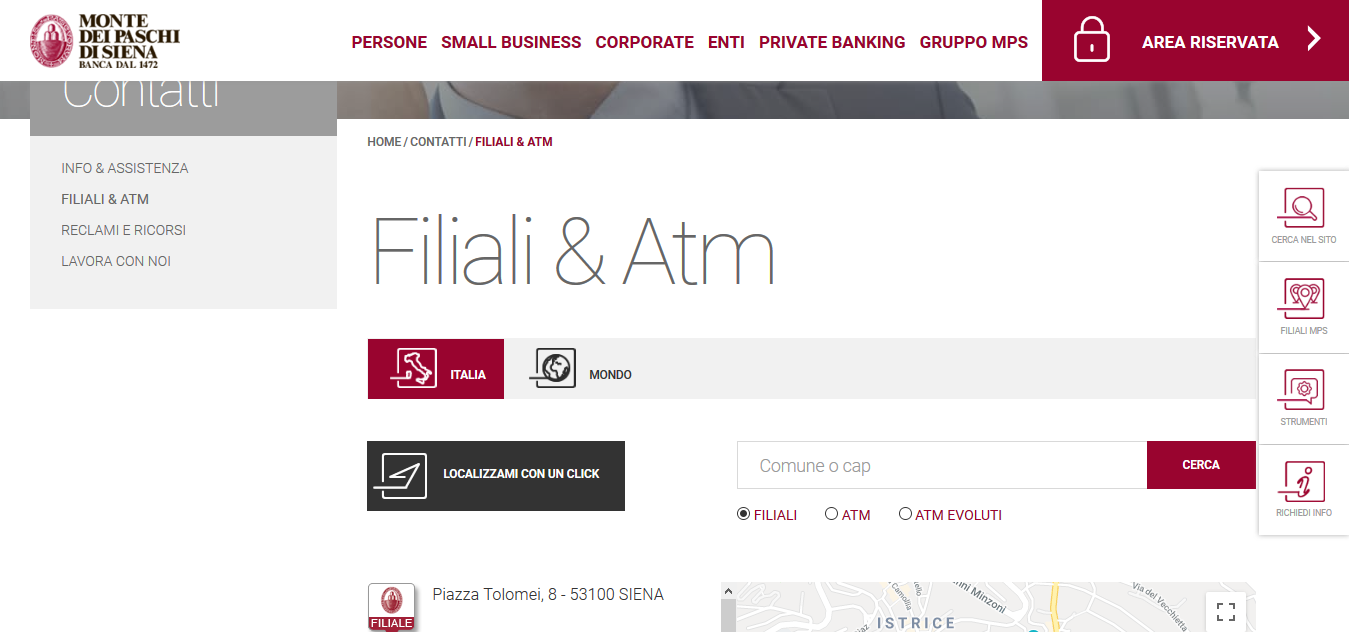 MONTE
DEI PASCHI
DI SIENA
BANCA DAL 1472
PERSONE SMALL BUSINESS CORPORATE ENTI PRIVATE BANKING GRUPPO MPS
AREA RISERVATA
Contatti
INFO & ASSISTENZA
FILIALI & ATM
RECLAMI E RICORSI
LAVORA CON NOI
HOME / CONTATTI / FILIALI & ATM
Filiali & Atm
ITALIA
MONDO
LOCALIZZAMI CON UN CLICK
Comune o cap
CERCA
FILIALI ATM ATM EVOLUTI
CERCA NEL SITO
FILIALI MPS
STRUMENTI
RICHIEDI INFO
FILIALE
Piazza Tolomei, 8 - 53100 SIENA
Via del Vecchietta
ISTRICE